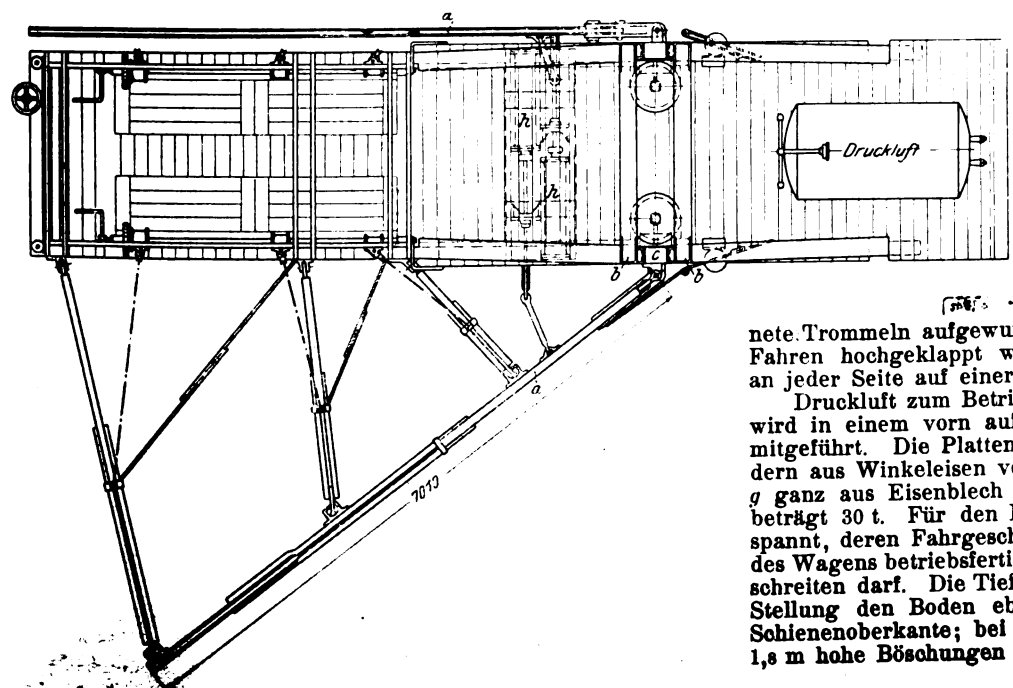 a
h
Druckluft
h
c
b
b
a
7010
nete Trommeln aufgewu
Fahren hochgeklappt w
an jeder Seite auf einer
Druckluft zum Betri
wird in einem vorn auf
mitgeführt. Die Platten
dern aus Winkeleisen ve
g ganz aus Eisenblech
beträgt 30 t. Für den
spannt, deren Fahrgesch
des Wagens betriebsferti
schreiten darf. Die Tief
Stellung den Boden eb
Schienenoberkante; bei
1,8 m hohe Böschungen